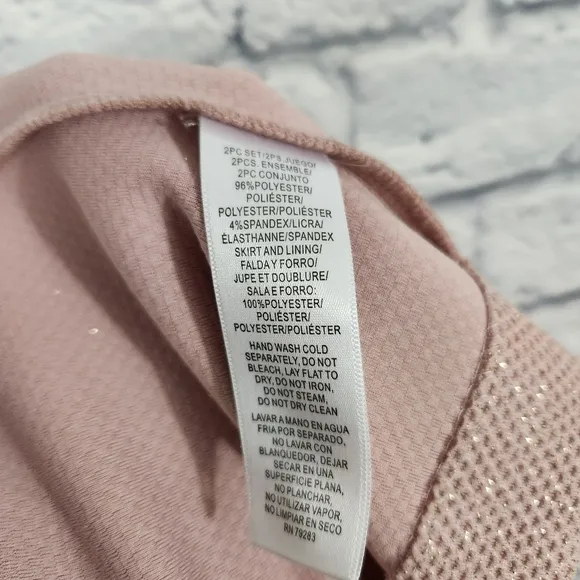 2PC SET/2PS. JUEGO/
2PCS. ENSEMBLE/
2PC CONJUNTO
96%POLYESTER/
POLIÉSTER/
POLYESTER/POLIÉSTER
4%SPANDEX/LICRA/
ÉLASTHANNE/SPANDEX
SKIRT AND LINING/
FALDA Y FORRO/
JUPE ET DOUBLURE/
SALA E FORRO:
100%POLYESTER/
POLIÉSTER/
POLYESTER/POLIÉSTER
HAND WASH COLD
SEPARATELY, DO NOT
BLEACH, LAY FLAT TO
DRY, DO NOT IRON,
DO NOT STEAM,
DO NOT DRY CLEAN
LAVAR A MANO EN AGUA
FRIA POR SEPARADO,
NO LAVAR CON
BLANQUEDOR, DEJAR
SECAR EN UNA
SUPERFICIE PLANA,
NO PLANCHAR,
NO UTILIZAR VAPOR,
NO LIMPIAR EN SECO
RN 79283